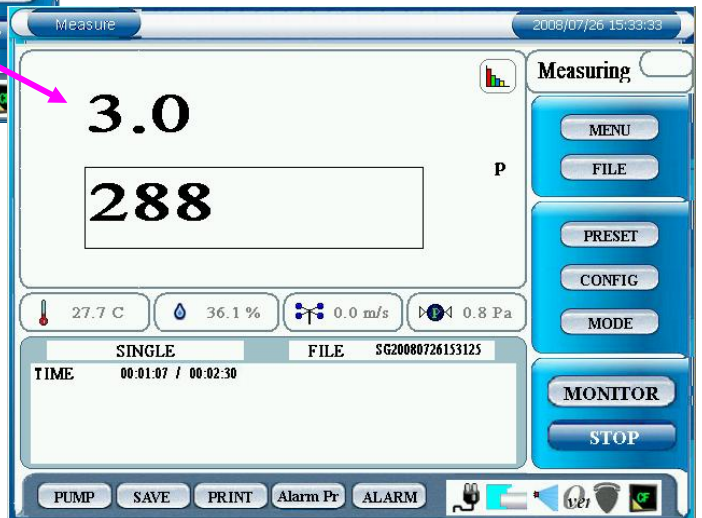 Measure 2008/07/26 15:33:33
Measuring
3.0
288
P
MENU
FILE
PRESET
CONFIG
MODE
27.7 C 36.1 % 0.0 m/s P 0.8 Pa
SINGLE FILE SG20080726153125
TIME 00:01:07 / 00:02:30
MONITOR
STOP
PUMP SAVE PRINT Alarm Pr ALARM Over CF